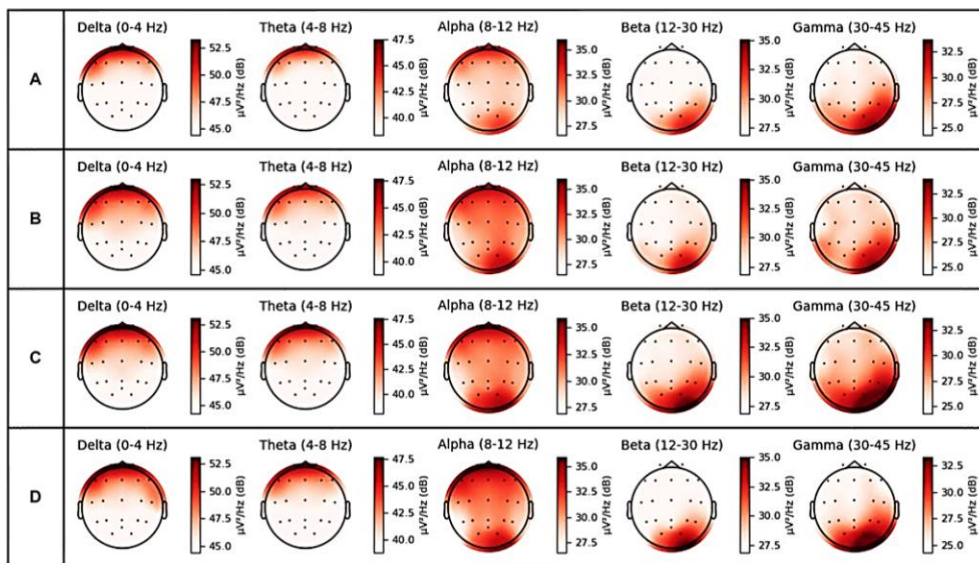 Delta (0-4 Hz) Theta (4-8 Hz) Alpha (8-12 Hz) Beta (12-30 Hz) Gamma (30-45 Hz)
A
52.5 50.0 47.5 45.0 µV²/Hz (dB)
47.5 45.0 42.5 40.0 µV²/Hz (dB)
35.0 32.5 30.0 27.5 µV²/Hz (dB)
35.0 32.5 30.0 27.5 µV²/Hz (dB)
32.5 30.0 27.5 25.0 µV²/Hz (dB)
Delta (0-4 Hz) Theta (4-8 Hz) Alpha (8-12 Hz) Beta (12-30 Hz) Gamma (30-45 Hz)
B
52.5 50.0 47.5 45.0 µV²/Hz (dB)
47.5 45.0 42.5 40.0 µV²/Hz (dB)
35.0 32.5 30.0 27.5 µV²/Hz (dB)
35.0 32.5 30.0 27.5 µV²/Hz (dB)
32.5 30.0 27.5 25.0 µV²/Hz (dB)
Delta (0-4 Hz) Theta (4-8 Hz) Alpha (8-12 Hz) Beta (12-30 Hz) Gamma (30-45 Hz)
C
52.5 50.0 47.5 45.0 µV²/Hz (dB)
47.5 45.0 42.5 40.0 µV²/Hz (dB)
35.0 32.5 30.0 27.5 µV²/Hz (dB)
35.0 32.5 30.0 27.5 µV²/Hz (dB)
32.5 30.0 27.5 25.0 µV²/Hz (dB)
Delta (0-4 Hz) Theta (4-8 Hz) Alpha (8-12 Hz) Beta (12-30 Hz) Gamma (30-45 Hz)
D
52.5 50.0 47.5 45.0 µV²/Hz (dB)
47.5 45.0 42.5 40.0 µV²/Hz (dB)
35.0 32.5 30.0 27.5 µV²/Hz (dB)
35.0 32.5 30.0 27.5 µV²/Hz (dB)
32.5 30.0 27.5 25.0 µV²/Hz (dB)